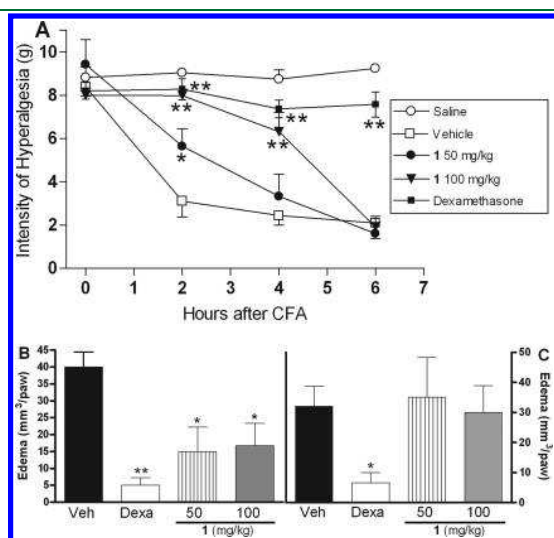 A
Intensity of Hyperalgesia (g)
10
8
6
4
2
0
**
**
**
**
**
*
0 1 2 3 4 5 6 7
Hours after CFA
Saline
Vehicle
1 50 mg/kg
1 100 mg/kg
Dexamethasone
B
Edema (mm³/paw)
45
40
35
30
25
20
15
10
5
0
**
*
*
Veh Dexa 50 100
1 (mg/kg)
C
Edema (mm³/paw)
50
40
30
20
10
0
*
Veh Dexa 50 100
1 (mg/kg)